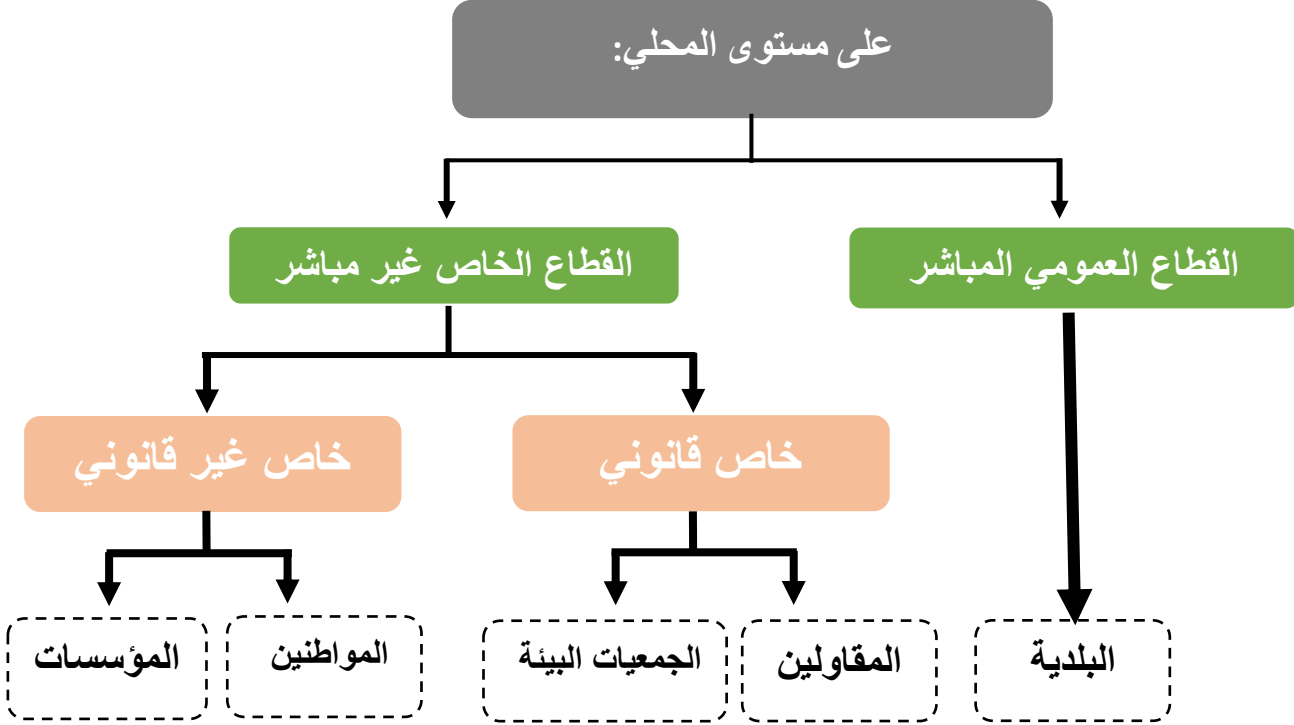 على مستوى المحلي:
القطاع العمومي المباشر
القطاع الخاص غير مباشر
خاص قانوني
خاص غير قانوني
البلدية
المقاولين
الجمعيات البيئة
المواطنين
المؤسسات